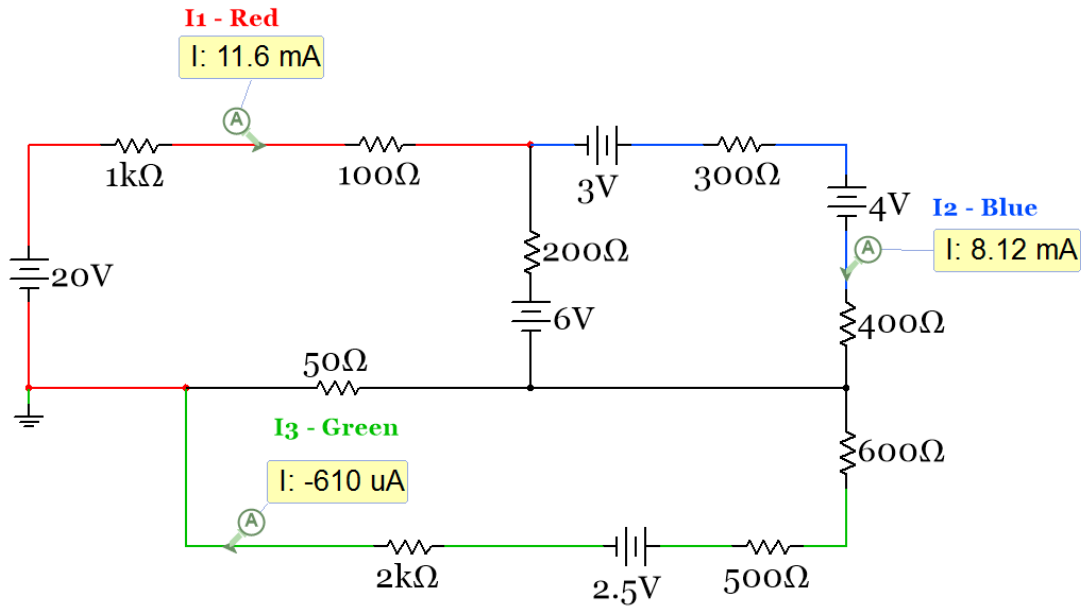 I1 - Red
I: 11.6 mA
A
1kΩ
100Ω
3V
300Ω
4V
I2 - Blue
A
I: 8.12 mA
200Ω
20V
6V
400Ω
50Ω
I3 - Green
600Ω
I: -610 uA
A
2kΩ
2.5V
500Ω